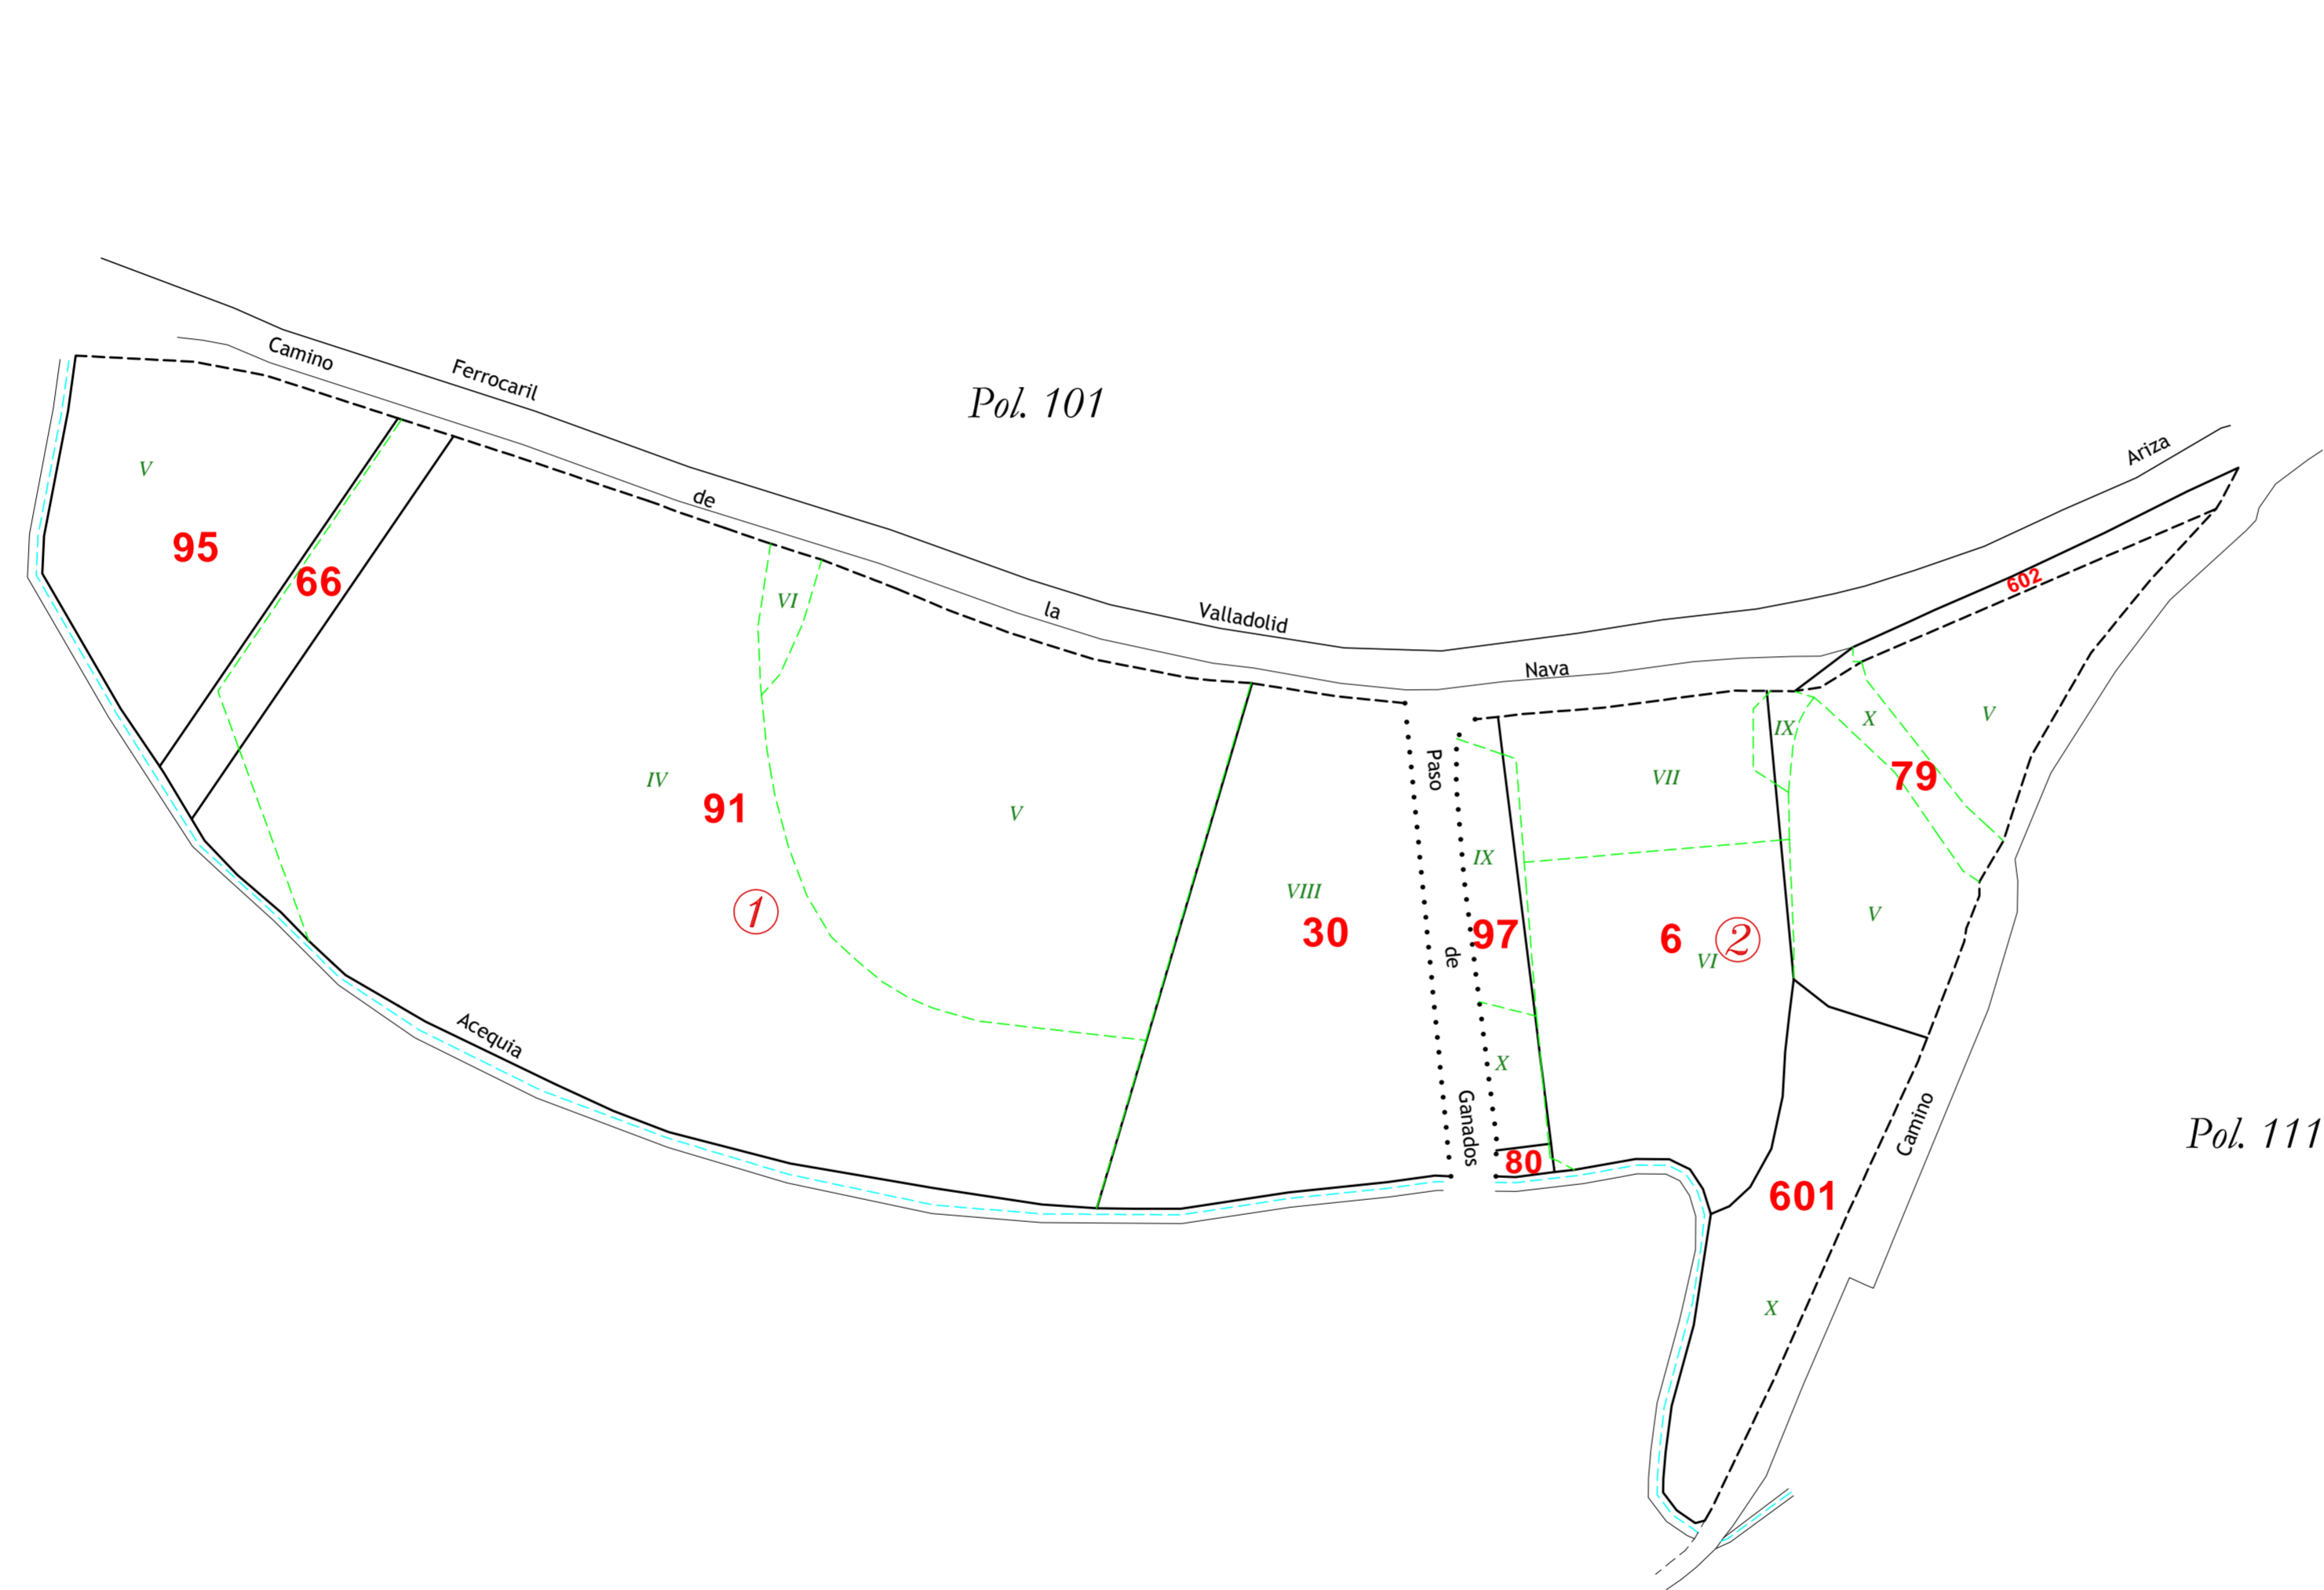 Camino
Ferrocaril
Pol. 101
Ariza
V
de
95
66
602
VI
la
Valladolid
Nava
IX
X
V
Paso
VII
79
IV
91
V
IX
VIII
V
1
30
97
6
2
VI
de
Acequia
X
Ganados
Camino
Pol. 111
80
601
X